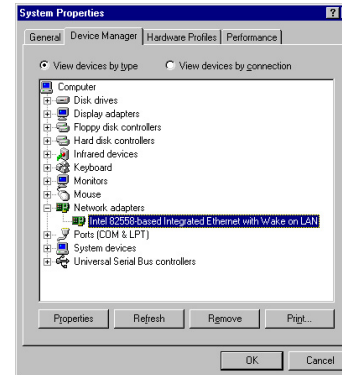 System Properties
General Device Manager Hardware Profiles Performance
View devices by type View devices by connection
Computer
Disk drives
Display adapters
Floppy disk controllers
Hard disk controllers
Infrared devices
Keyboard
Monitors
Mouse
Network adapters
Intel 82558-based Integrated Ethernet with Wake on LAN
Ports (COM & LPT)
System devices
Universal Serial Bus controllers
Properties Refresh Remove Print...
OK Cancel